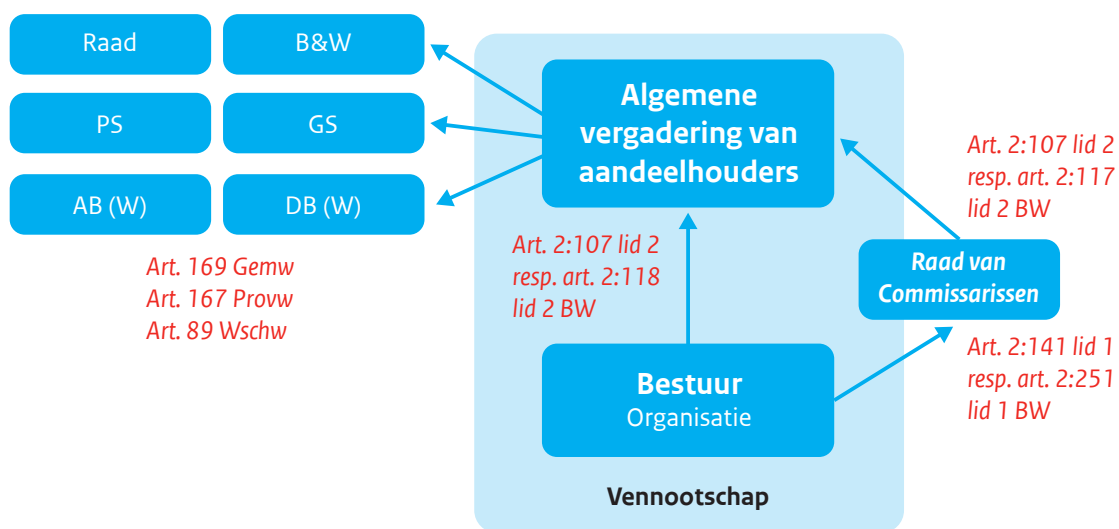 Raad
B&W
PS
GS
AB (W)
DB (W)
Art. 169 Gemw
Art. 167 Provw
Art. 89 Wschw
Algemene
vergadering van
aandeelhouders
Art. 2:107 lid 2
resp. art. 2:118
lid 2 BW
Bestuur
Organisatie
Vennootschap
Art. 2:107 lid 2
resp. art. 2:117
lid 2 BW
Raad van
Commissarissen
Art. 2:141 lid 1
resp. art. 2:251
lid 1 BW